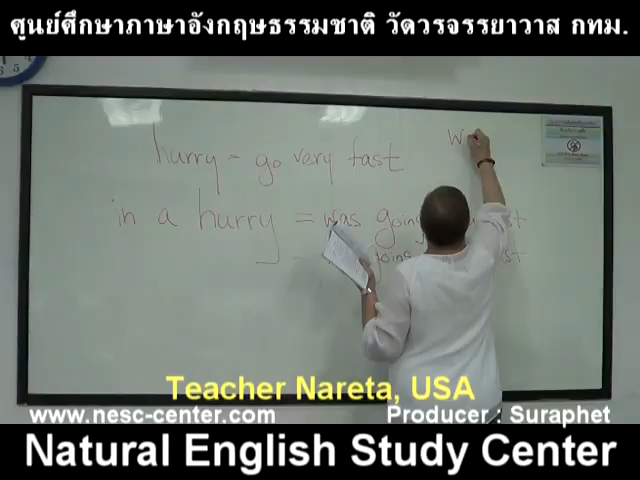 ศูนย์ศึกษาภาษาอังกฤษธรรมชาติ วัดวรจรรยาวาส กทม.
hurry = go very fast
w
in a hurry = was going
going
Teacher Nareta, USA
www.nesc-center.com
Producer : Suraphet
Natural English Study Center